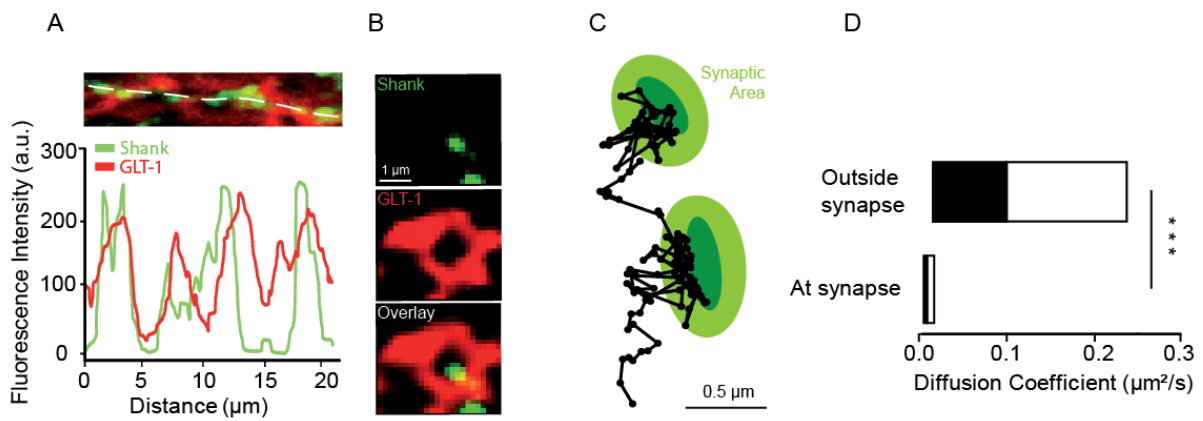 A
B
C
D
Shank
Synaptic
Area
Fluorescence Intensity (a.u.)
300
200
100
0
Shank
GLT-1
0
5
10
15
20
Distance (µm)
1 µm
GLT-1
Overlay
0.5 µm
Outside
synapse
At synapse
***
0.0
0.1
0.2
0.3
Diffusion Coefficient (µm²/s)